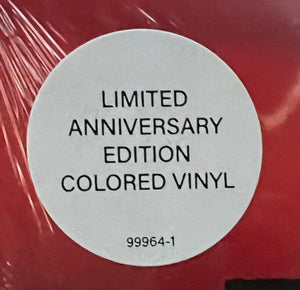 LIMITED
ANNIVERSARY
EDITION
COLORED VINYL
99964-1